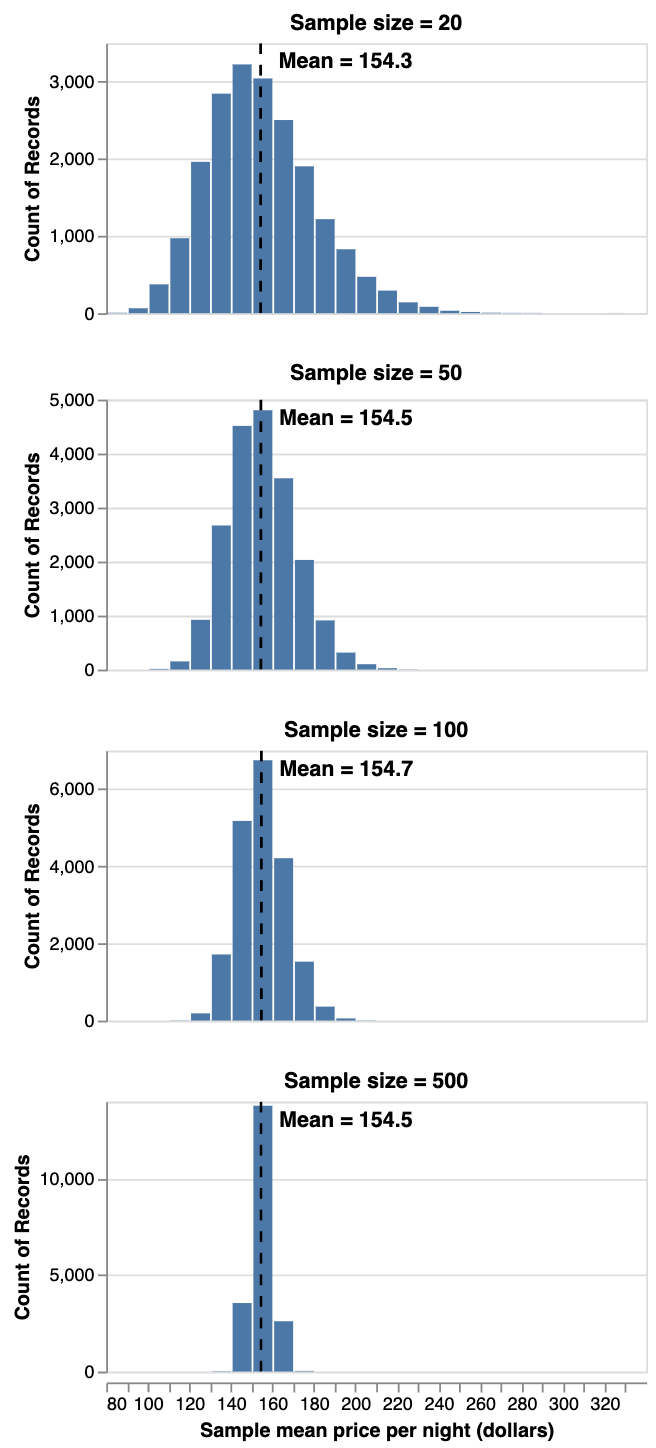 Sample size = 20
Mean = 154.3
3,000
2,000
1,000
0
Count of Records
Sample size = 50
Mean = 154.5
5,000
4,000
3,000
2,000
1,000
0
Count of Records
Sample size = 100
Mean = 154.7
6,000
4,000
2,000
0
Count of Records
Sample size = 500
Mean = 154.5
10,000
5,000
0
Count of Records
80 100 120 140 160 180 200 220 240 260 280 300 320
Sample mean price per night (dollars)